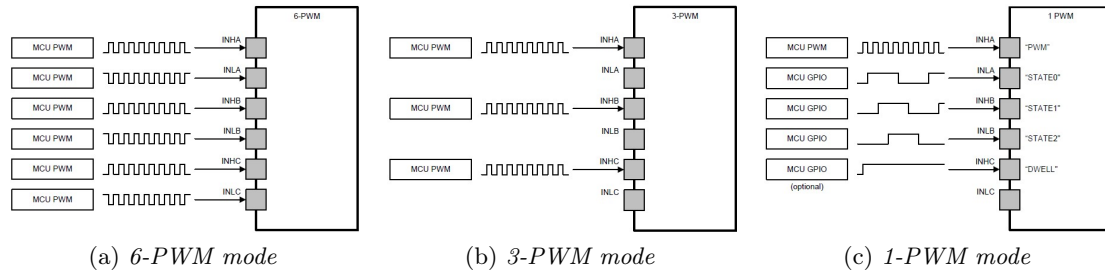 6-PWM
MCU PWM
INHA
MCU PWM
INLA
MCU PWM
INHB
MCU PWM
INLB
MCU PWM
INHC
MCU PWM
INLC
(a) 6-PWM mode
3-PWM
MCU PWM
INHA
INLA
MCU PWM
INHB
INLB
MCU PWM
INHC
INLC
(b) 3-PWM mode
1 PWM
MCU PWM
INHA
"PWM"
MCU GPIO
INLA
"STATE0"
MCU GPIO
INHB
"STATE1"
MCU GPIO
INLB
"STATE2"
MCU GPIO
(optional)
INHC
"DWELL"
INLC
(c) 1-PWM mode